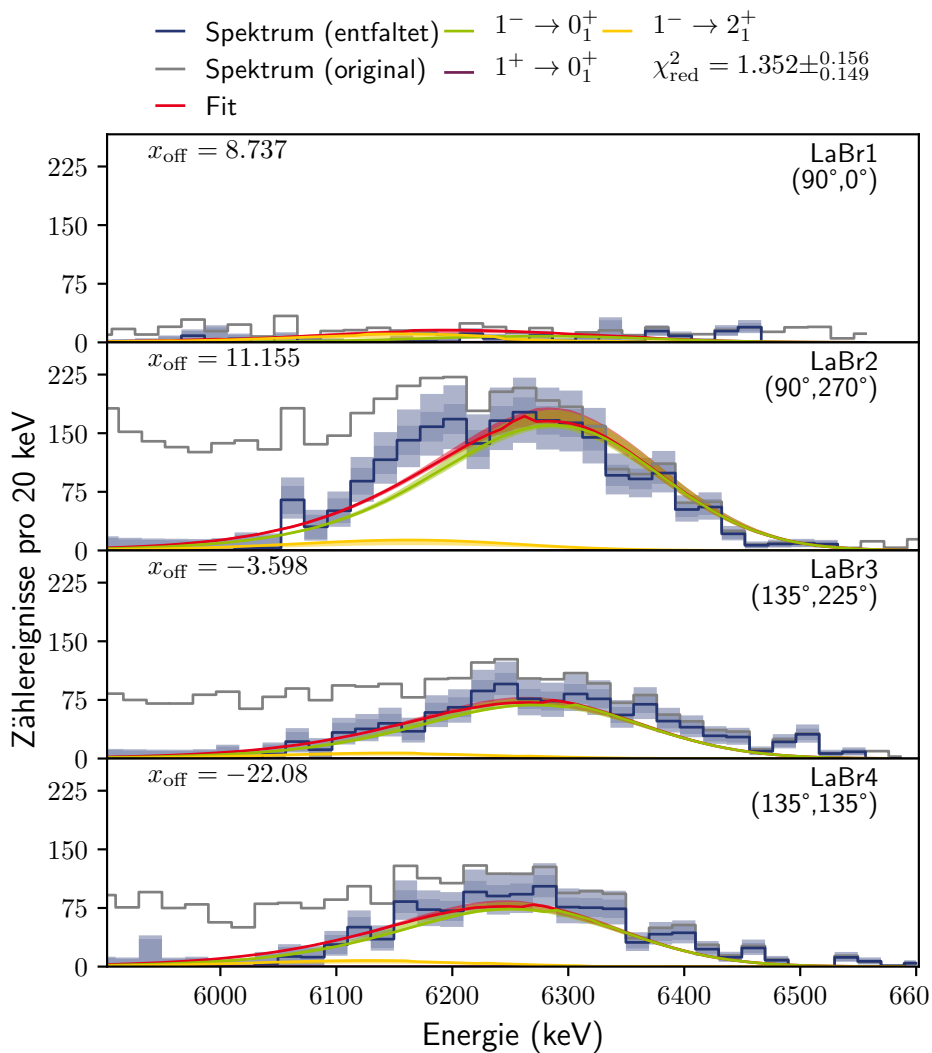 Spektrum (entfaltet) 1⁻ → 0₁⁺ 1⁻ → 2₁⁺
Spektrum (original) 1⁺ → 0₁⁺ χ²_red = 1.352±^0.156_0.149
Fit
x_off = 8.737 LaBr1
(90°,0°)
225
150
75
0
x_off = 11.155 LaBr2
(90°,270°)
225
150
75
0
x_off = −3.598 LaBr3
(135°,225°)
225
150
75
0
x_off = −22.08 LaBr4
(135°,135°)
225
150
75
0
Zählereignisse pro 20 keV
6000 6100 6200 6300 6400 6500 660
Energie (keV)